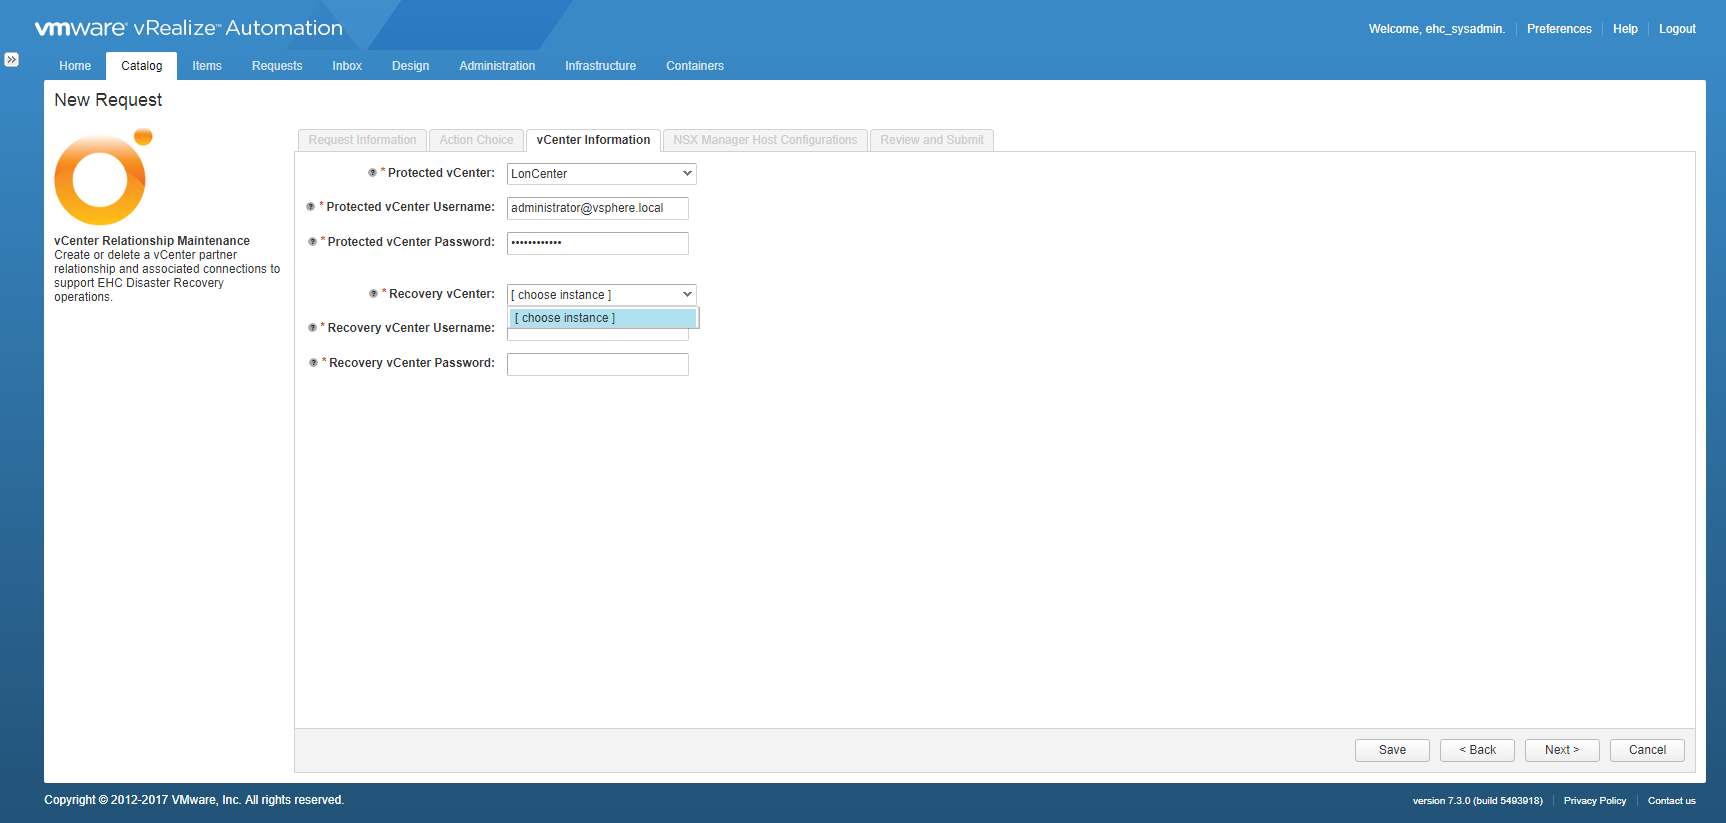 vmware® vRealize™ Automation
Welcome, ehc_sysadmin. Preferences Help Logout
Home Catalog Items Requests Inbox Design Administration Infrastructure Containers
New Request
vCenter Relationship Maintenance
Create or delete a vCenter partner
relationship and associated connections to
support EHC Disaster Recovery
operations.
Request Information Action Choice vCenter Information NSX Manager Host Configurations Review and Submit
? * Protected vCenter: LonCenter
? * Protected vCenter Username: administrator@vsphere.local
? * Protected vCenter Password: ••••••••••••
? * Recovery vCenter: [ choose instance ]
[ choose instance ]
? * Recovery vCenter Username:
? * Recovery vCenter Password:
Save < Back Next > Cancel
Copyright © 2012-2017 VMware, Inc. All rights reserved.
version 7.3.0 (build 5493918) Privacy Policy Contact us